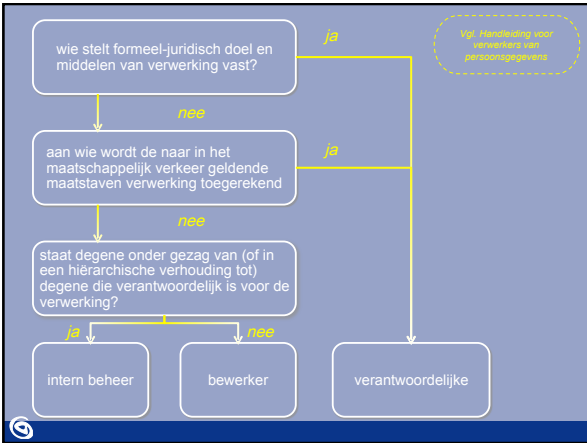 wie stelt formeel-juridisch doel en
middelen van verwerking vast?
ja
Vgl. Handleiding voor
verwerkers van
persoonsgegevens
nee
aan wie wordt de naar in het
maatschappelijk verkeer geldende
maatstaven verwerking toegerekend
ja
nee
staat degene onder gezag van (of in
een hiërarchische verhouding tot)
degene die verantwoordelijk is voor de
verwerking?
ja
nee
intern beheer
bewerker
verantwoordelijke